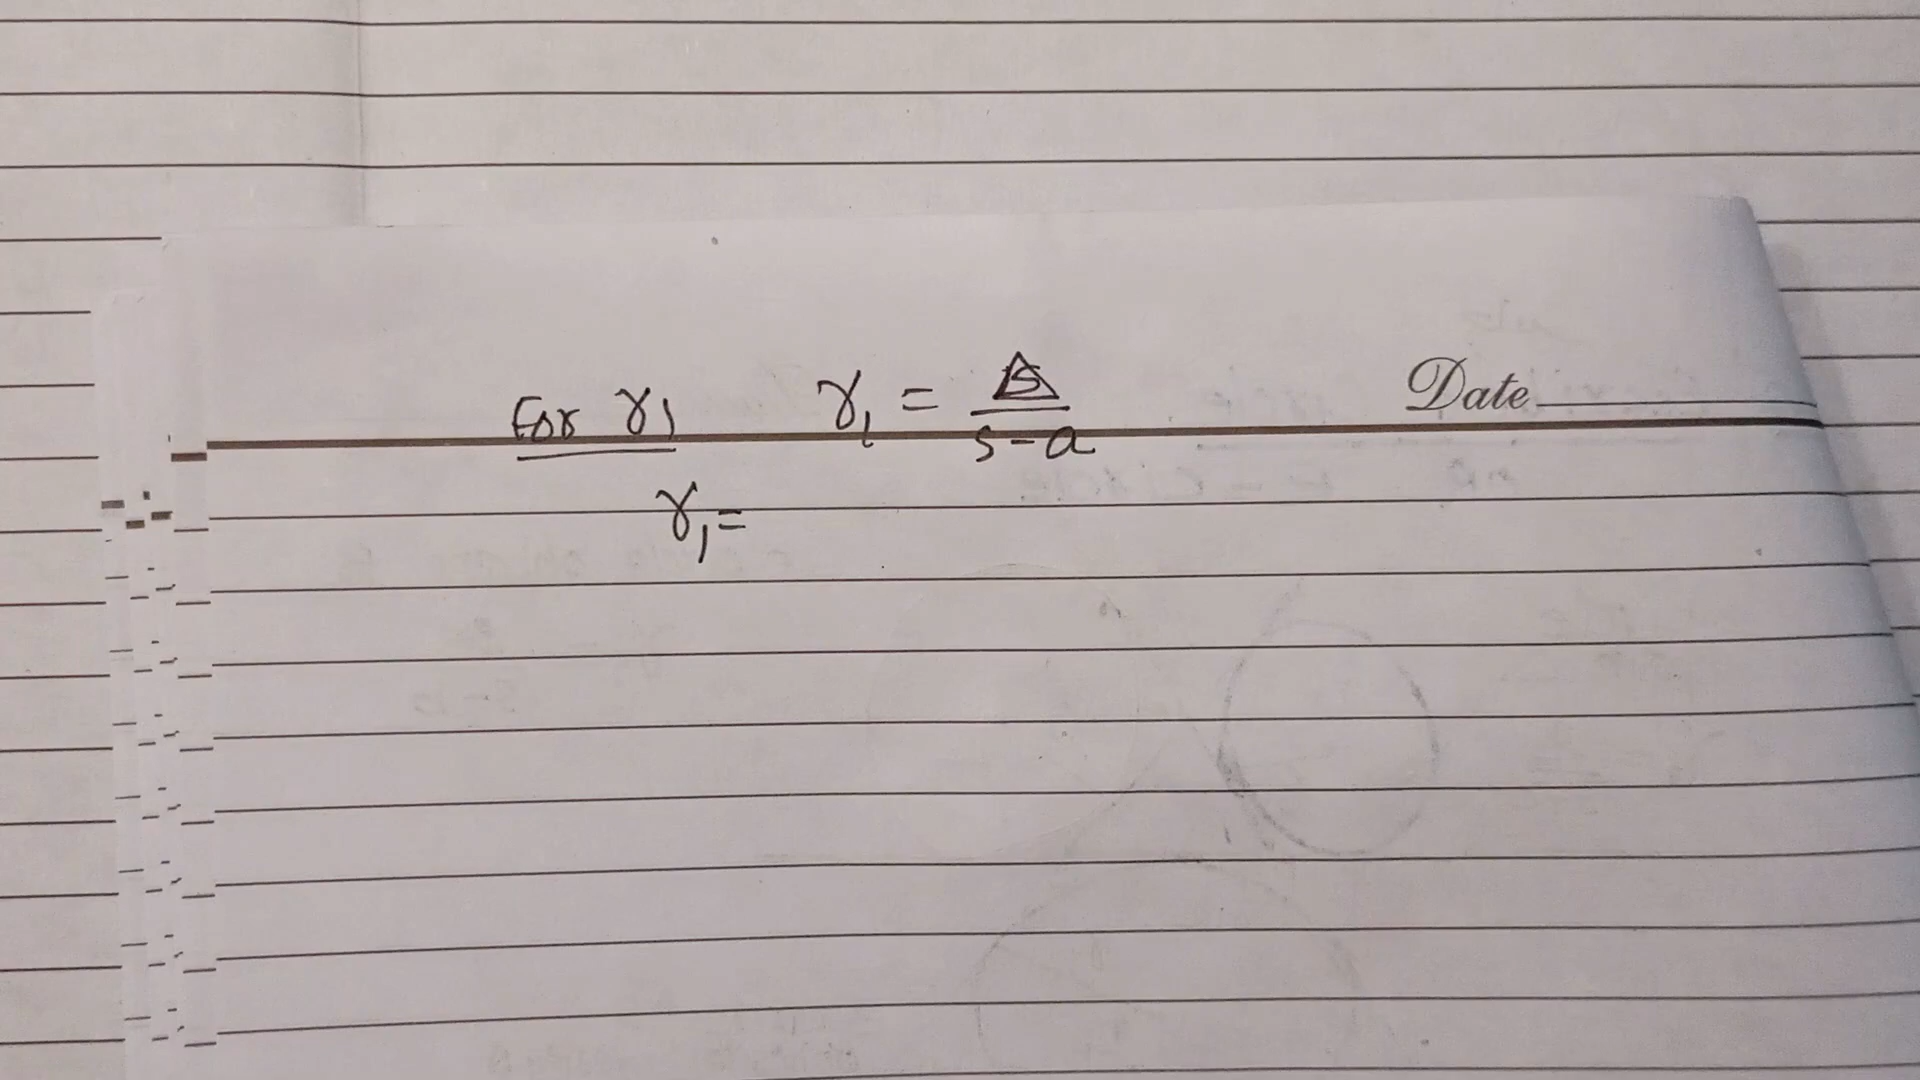 For r₁ r₁ = Δ / s-a
Date
r₁ =